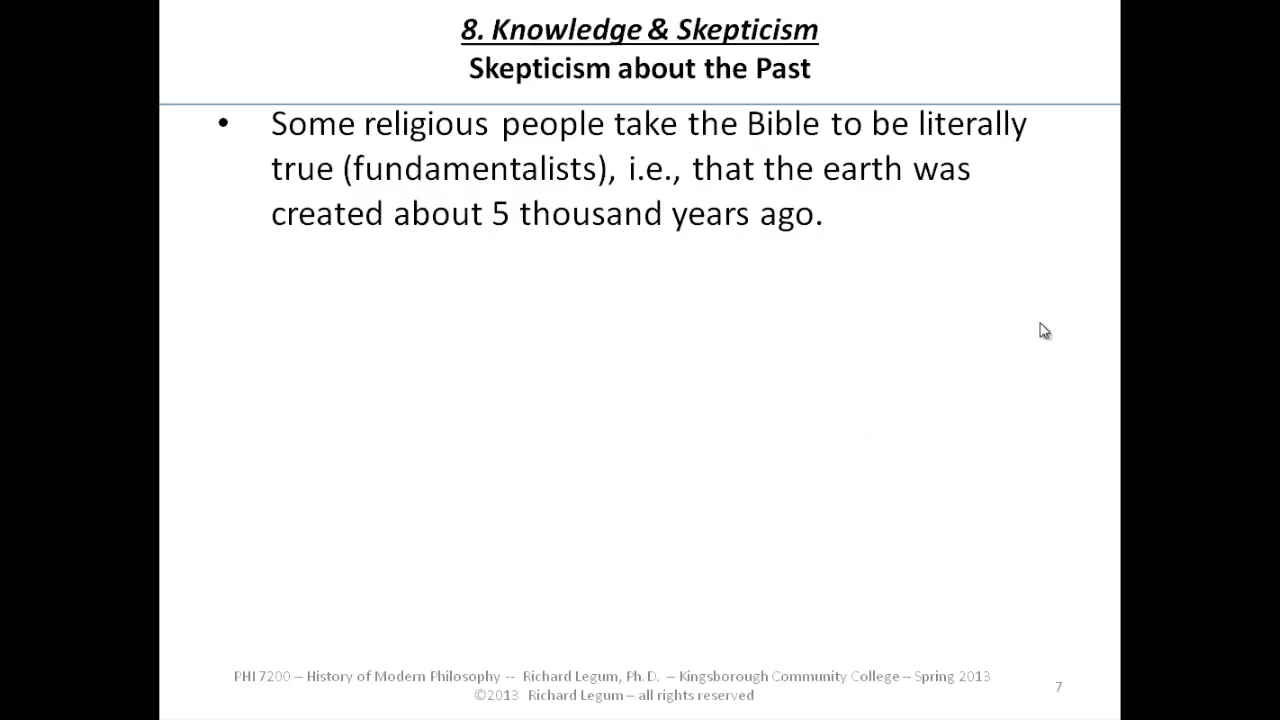 8. Knowledge & Skepticism
Skepticism about the Past
• Some religious people take the Bible to be literally
true (fundamentalists), i.e., that the earth was
created about 5 thousand years ago.
PHI 7200 – History of Modern Philosophy -- Richard Legum, Ph.D. – Kingsborough Community College – Spring 2013
©2013 Richard Legum – all rights reserved
7